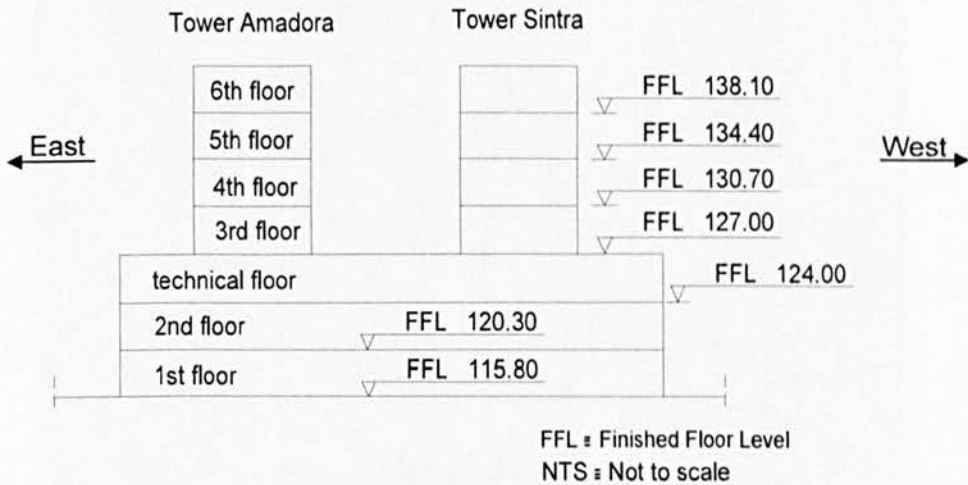 Tower Amadora Tower Sintra
6th floor FFL 138.10
East 5th floor FFL 134.40 West
4th floor FFL 130.70
3rd floor FFL 127.00
technical floor FFL 124.00
2nd floor FFL 120.30
1st floor FFL 115.80
FFL = Finished Floor Level
NTS = Not to scale